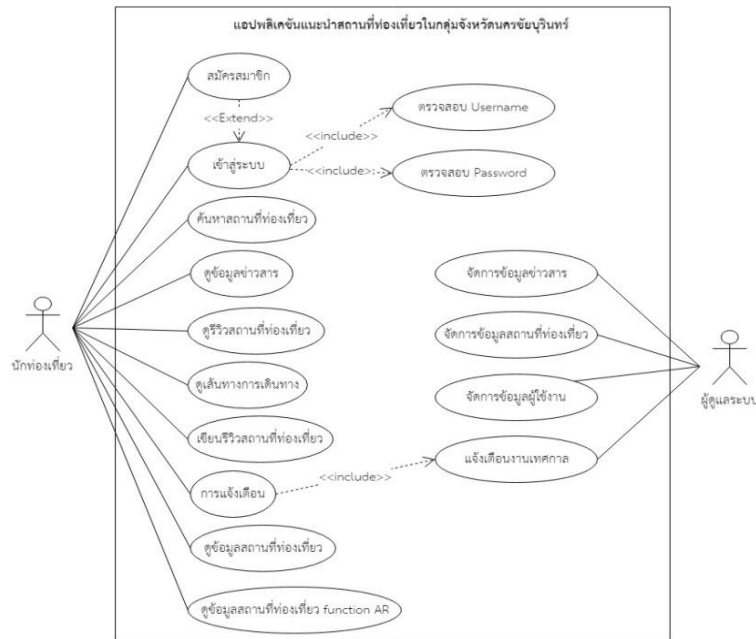 แอปพลิเคชันแนะนำสถานที่ท่องเที่ยวในกลุ่มจังหวัดนครชัยบุรินทร์
สมัครสมาชิก
<<Extend>>
เข้าสู่ระบบ
<<include>>
ตรวจสอบ Username
<<include>
ตรวจสอบ Password
ค้นหาสถานที่ท่องเที่ยว
ดูข้อมูลข่าวสาร
ดูรีวิวสถานที่ท่องเที่ยว
ดูเส้นทางการเดินทาง
เขียนรีวิวสถานที่ท่องเที่ยว
การแจ้งเตือน
<<include>>
ดูข้อมูลสถานที่ท่องเที่ยว
ดูข้อมูลสถานที่ท่องเที่ยว function AR
นักท่องเที่ยว
จัดการข้อมูลข่าวสาร
จัดการข้อมูลสถานที่ท่องเที่ยว
จัดการข้อมูลผู้ใช้งาน
แจ้งเตือนงานเทศกาล
ผู้ดูแลระบบ